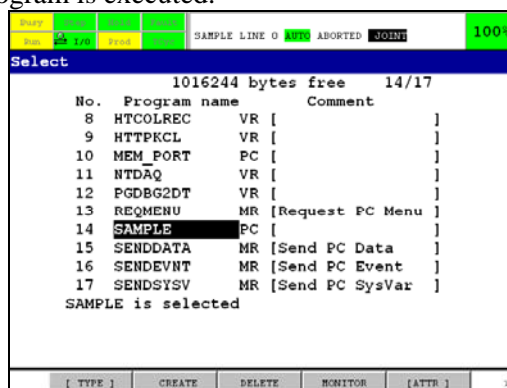 ogram is executed.
Busy Step Hold Fault
Run I/O Prod TCyc
SAMPLE LINE 0 AUTO ABORTED JOINT
100%
Select
1016244 bytes free 14/17
No. Program name Comment
8 HTCOLREC VR [ ]
9 HTTPKCL VR [ ]
10 MEM_PORT PC [ ]
11 NTDAQ VR [ ]
12 PGDBG2DT VR [ ]
13 REQMENU MR [Request PC Menu ]
14 SAMPLE PC [ ]
15 SENDDATA MR [Send PC Data ]
16 SENDEVNT MR [Send PC Event ]
17 SENDSYSV MR [Send PC SysVar ]
SAMPLE is selected
[ TYPE ] CREATE DELETE MONITOR [ATTR ]